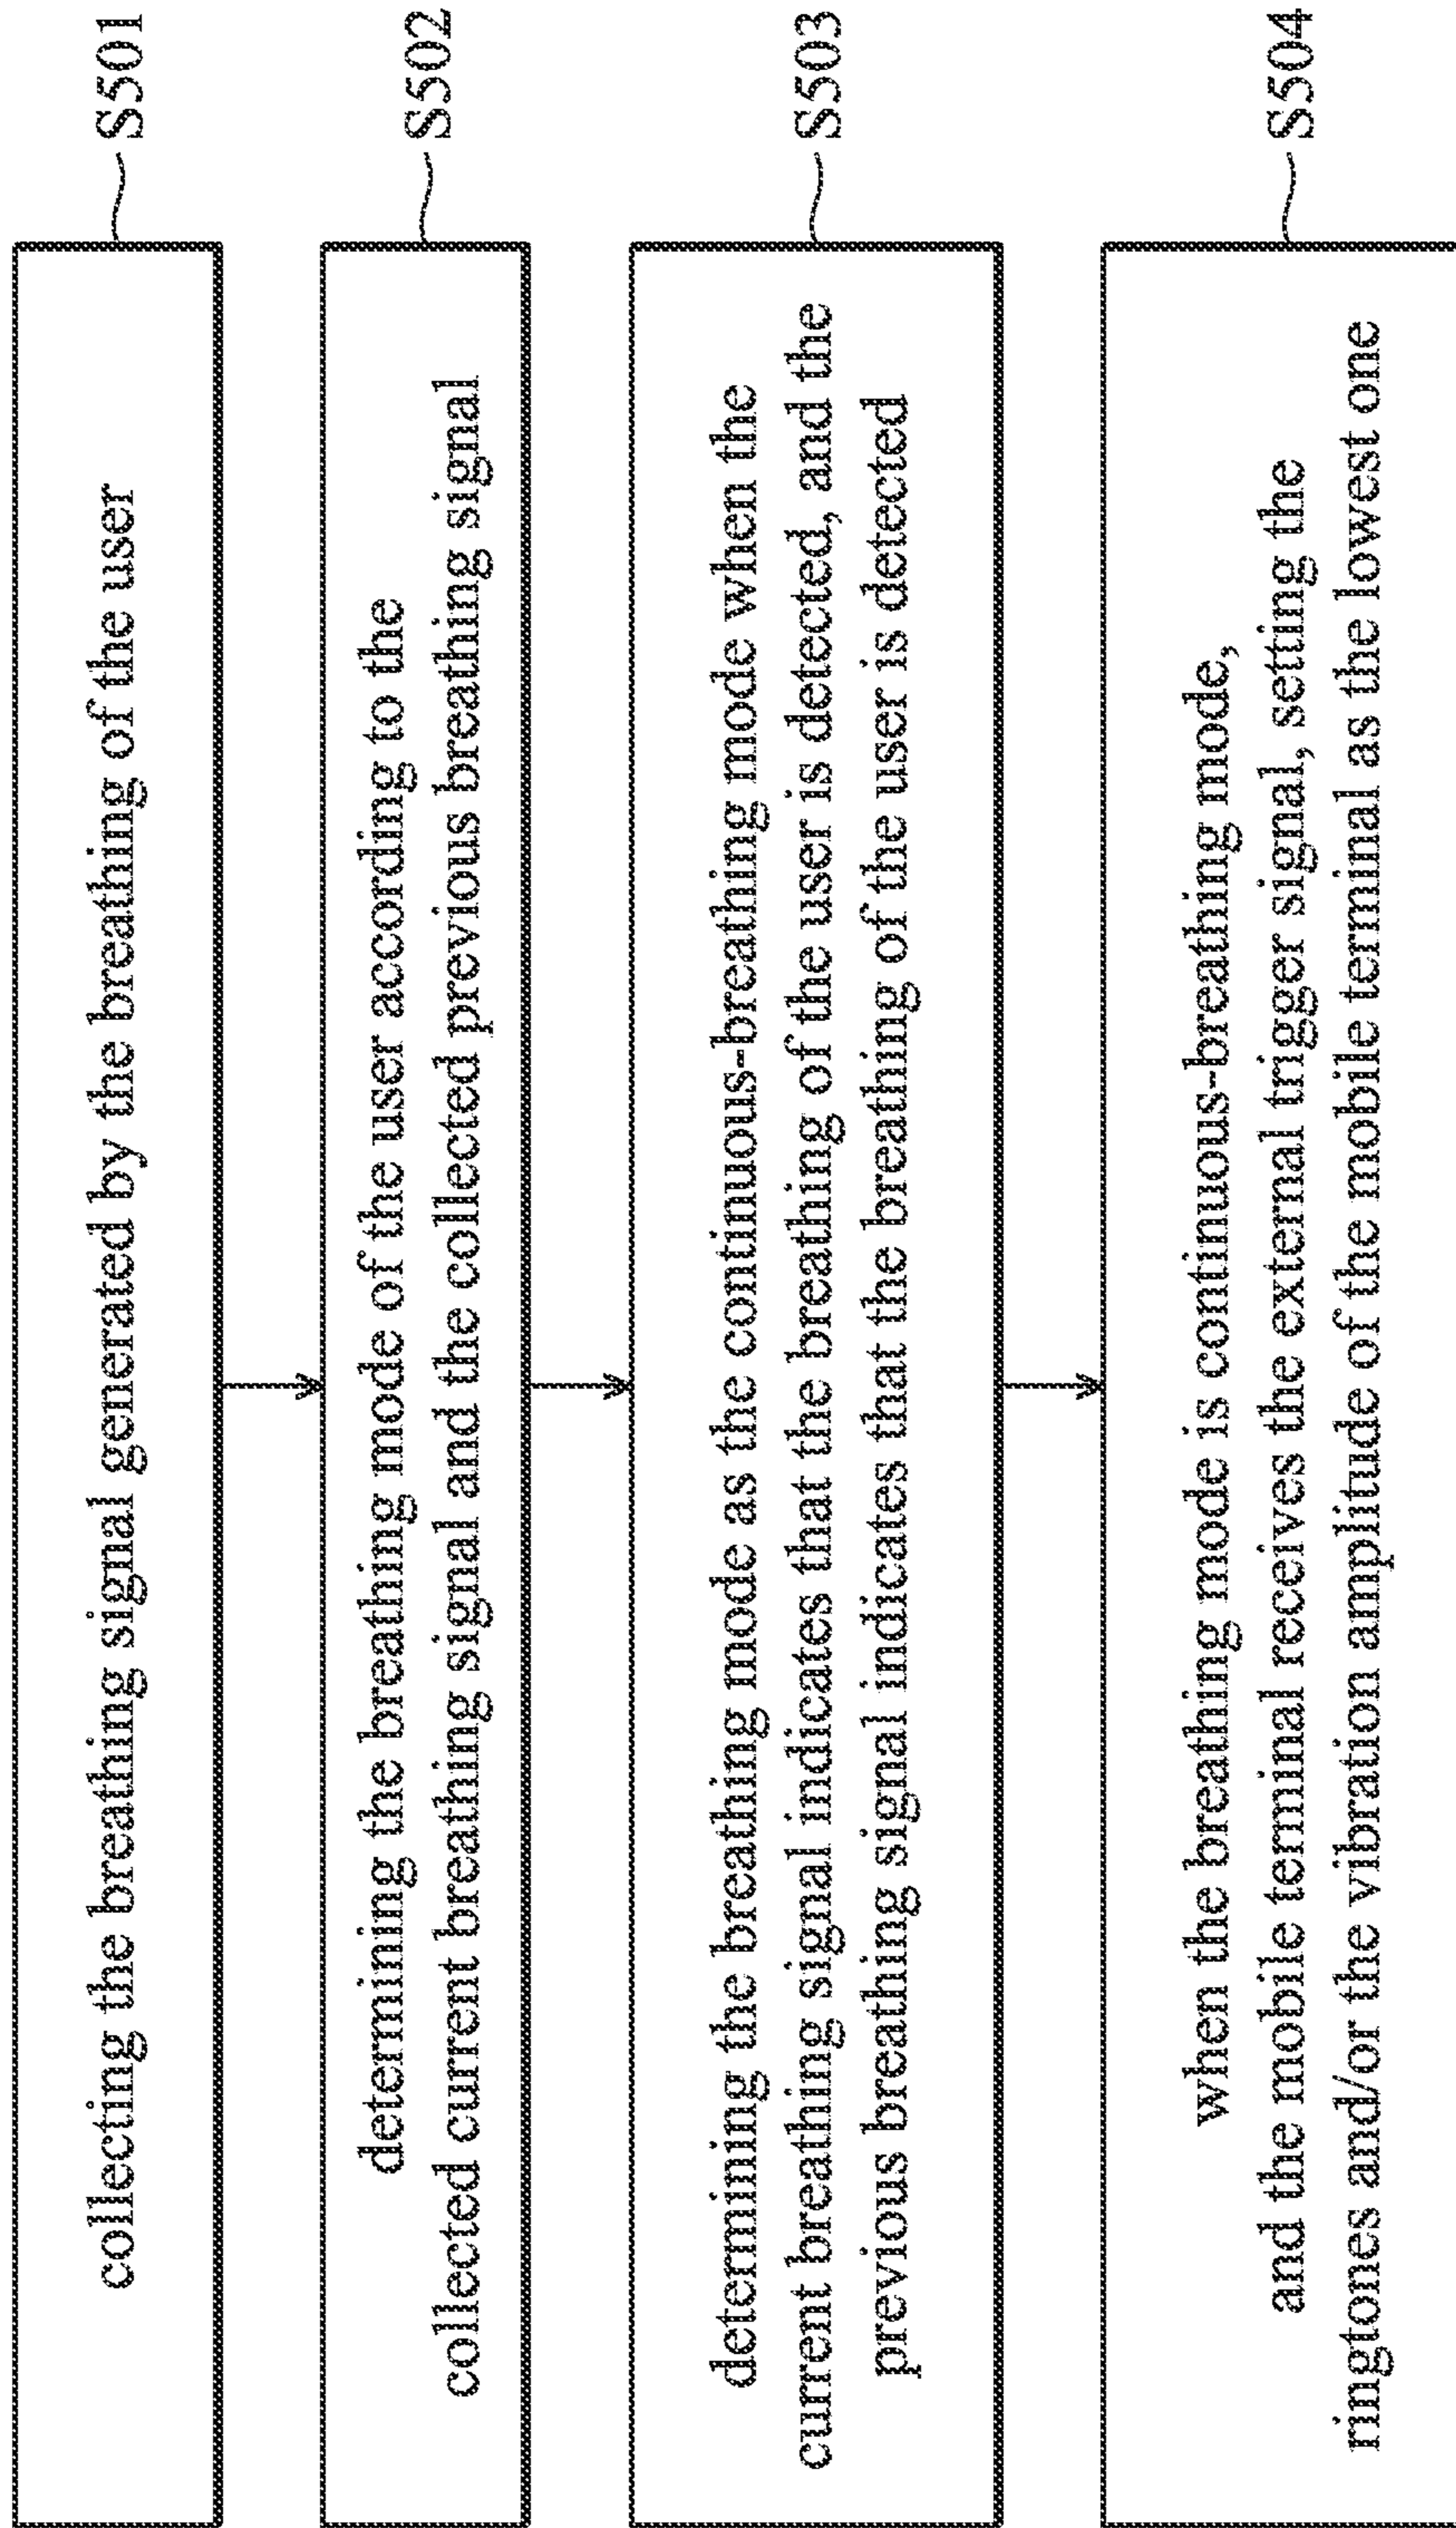 collecting the breathing signal generated by the breathing of the user
S501
determining the breathing mode of the user according to the
collected current breathing signal and the collected previous breathing signal
S502
determining the breathing mode as the continuous-breathing mode when the
current breathing signal indicates that the breathing of the user is detected, and the
previous breathing signal indicates that the breathing of the user is detected
S503
when the breathing mode is continuous-breathing mode,
and the mobile terminal receives the external trigger signal, setting the
ringtones and/or the vibration amplitude of the mobile terminal as the lowest one
S504